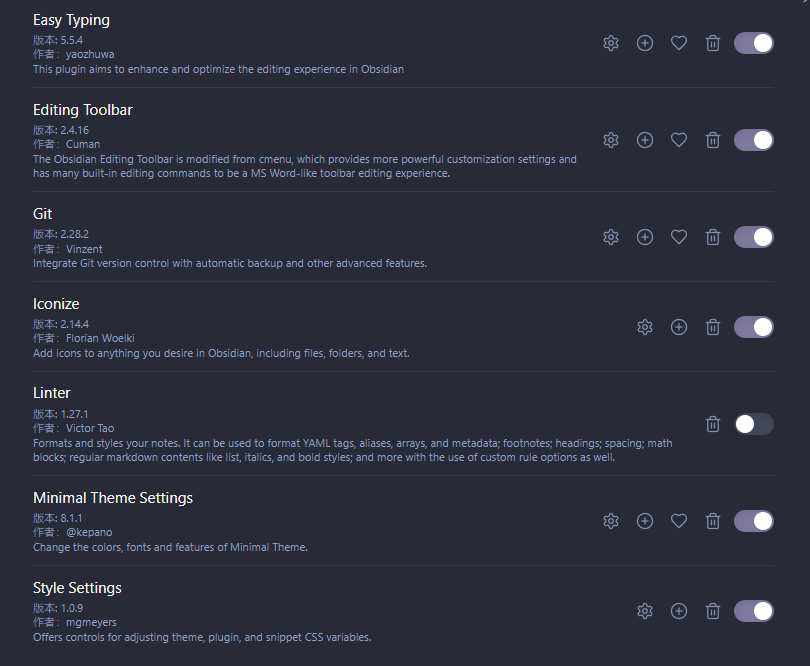 Easy Typing
版本: 5.5.4
作者：yaozhuwa
This plugin aims to enhance and optimize the editing experience in Obsidian
Editing Toolbar
版本: 2.4.16
作者：Cuman
The Obsidian Editing Toolbar is modified from cmenu, which provides more powerful customization settings and
has many built-in editing commands to be a MS Word-like toolbar editing experience.
Git
版本: 2.28.2
作者：Vinzent
Integrate Git version control with automatic backup and other advanced features.
Iconize
版本: 2.14.4
作者：Florian Woelki
Add icons to anything you desire in Obsidian, including files, folders, and text.
Linter
版本: 1.27.1
作者：Victor Tao
Formats and styles your notes. It can be used to format YAML tags, aliases, arrays, and metadata; footnotes; headings; spacing; math
blocks; regular markdown contents like list, italics, and bold styles; and more with the use of custom rule options as well.
Minimal Theme Settings
版本: 8.1.1
作者：@kepano
Change the colors, fonts and features of Minimal Theme.
Style Settings
版本: 1.0.9
作者：mgmeyers
Offers controls for adjusting theme, plugin, and snippet CSS variables.